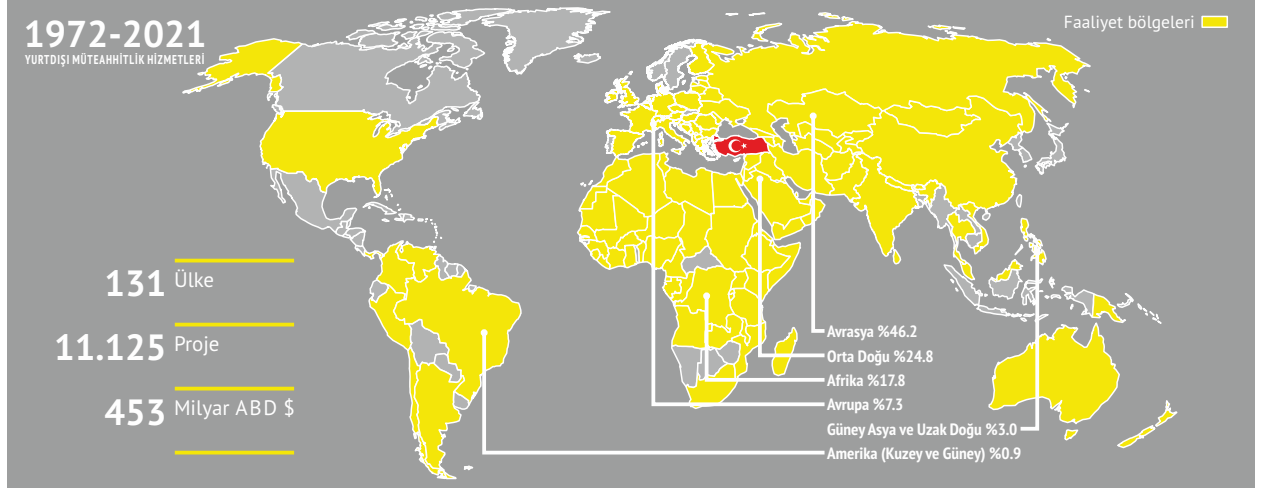 1972-2021
YURTDIŞI MÜTEAHHİTLİK HİZMETLERİ
Faaliyet bölgeleri
131 Ülke
11.125 Proje
453 Milyar ABD $
Avrasya %46.2
Orta Doğu %24.8
Afrika %17.8
Avrupa %7.3
Güney Asya ve Uzak Doğu %3.0
Amerika (Kuzey ve Güney) %0.9